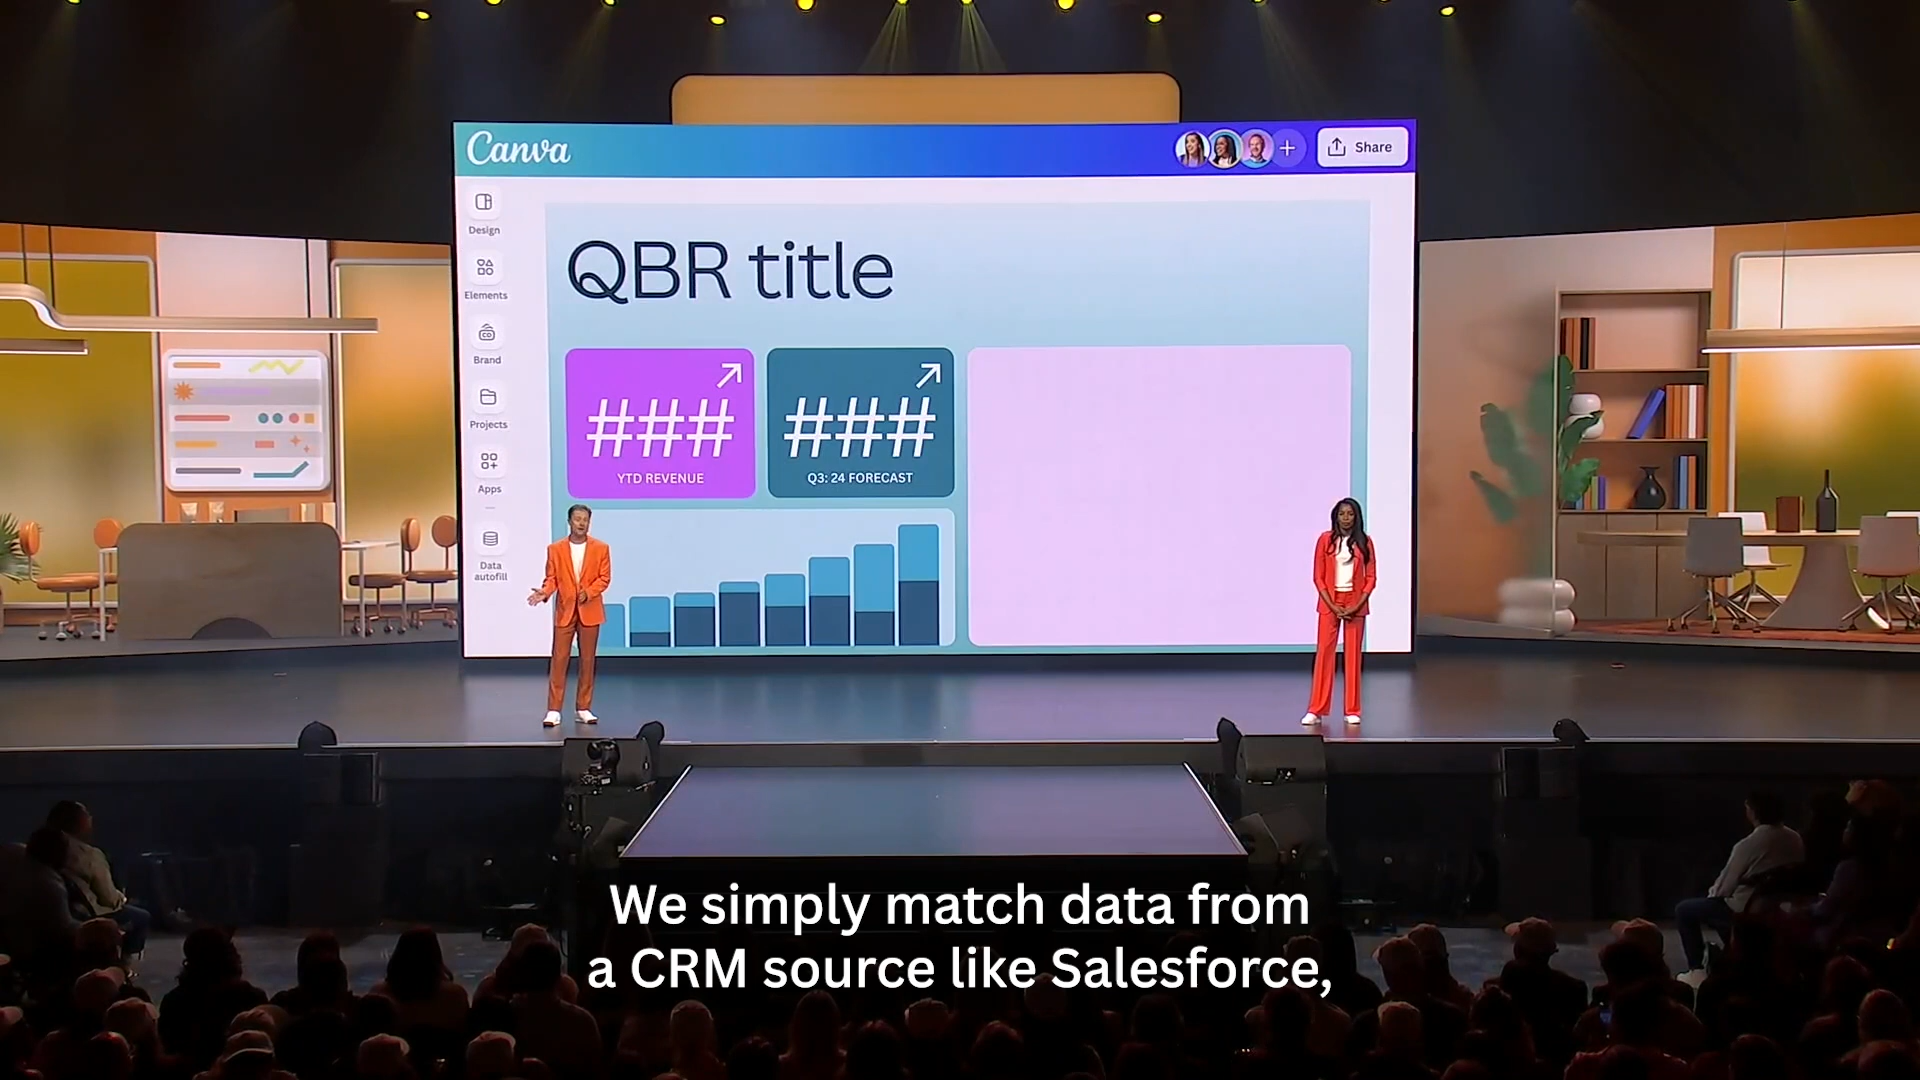 Canva
Share
Design
Elements
Brand
Projects
Apps
Data
autofill
QBR title
###
YTD REVENUE
###
Q3: 24 FORECAST
We simply match data from
a CRM source like Salesforce,